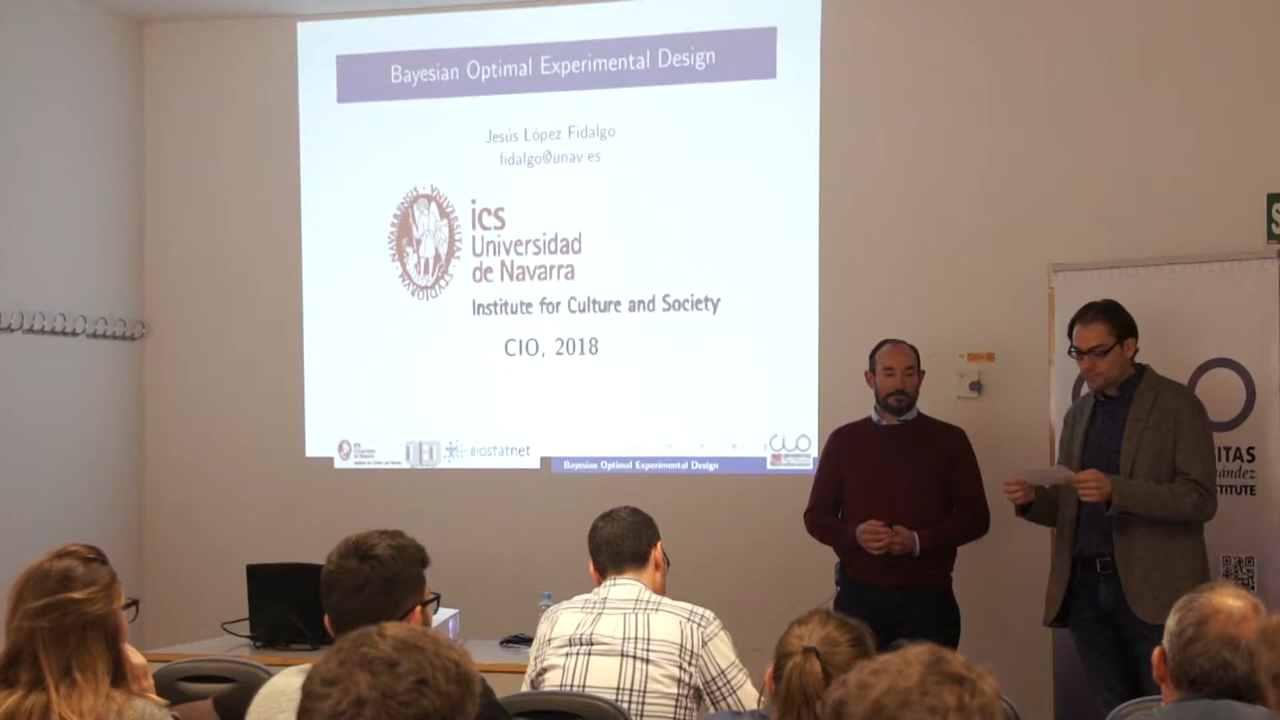 Bayesian Optimal Experimental Design
Jesús López Fidalgo
fidalgo@unav.es
ics
Universidad
de Navarra
Institute for Culture and Society
CIO, 2018
BIOSTATNET
Bayesian Optimal Experimental Design
CIO
ITAS
ández
TITUTE
S